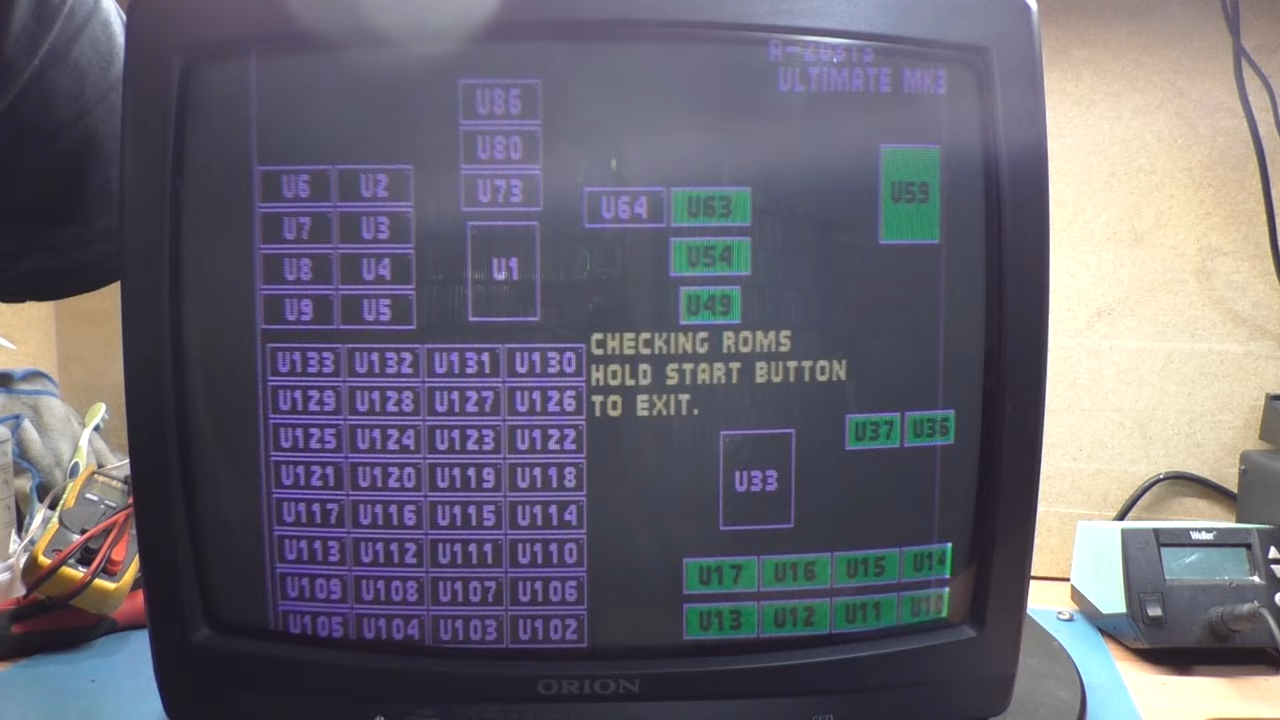 ULTIMATE MK3
U86
U80
U6 U2 U73 U59
U64 U63
U7 U3
U8 U4 U1 U54
U9 U5 U49
CHECKING ROMS
U133 U132 U131 U130
HOLD START BUTTON
U129 U128 U127 U126
TO EXIT.
U125 U124 U123 U122 U37 U36
U121 U120 U119 U118 U33
U117 U116 U115 U114
U113 U112 U111 U110
U17 U16 U15 U14
U109 U108 U107 U106
U13 U12 U11
U105 U104 U103 U102
ORION
Weller